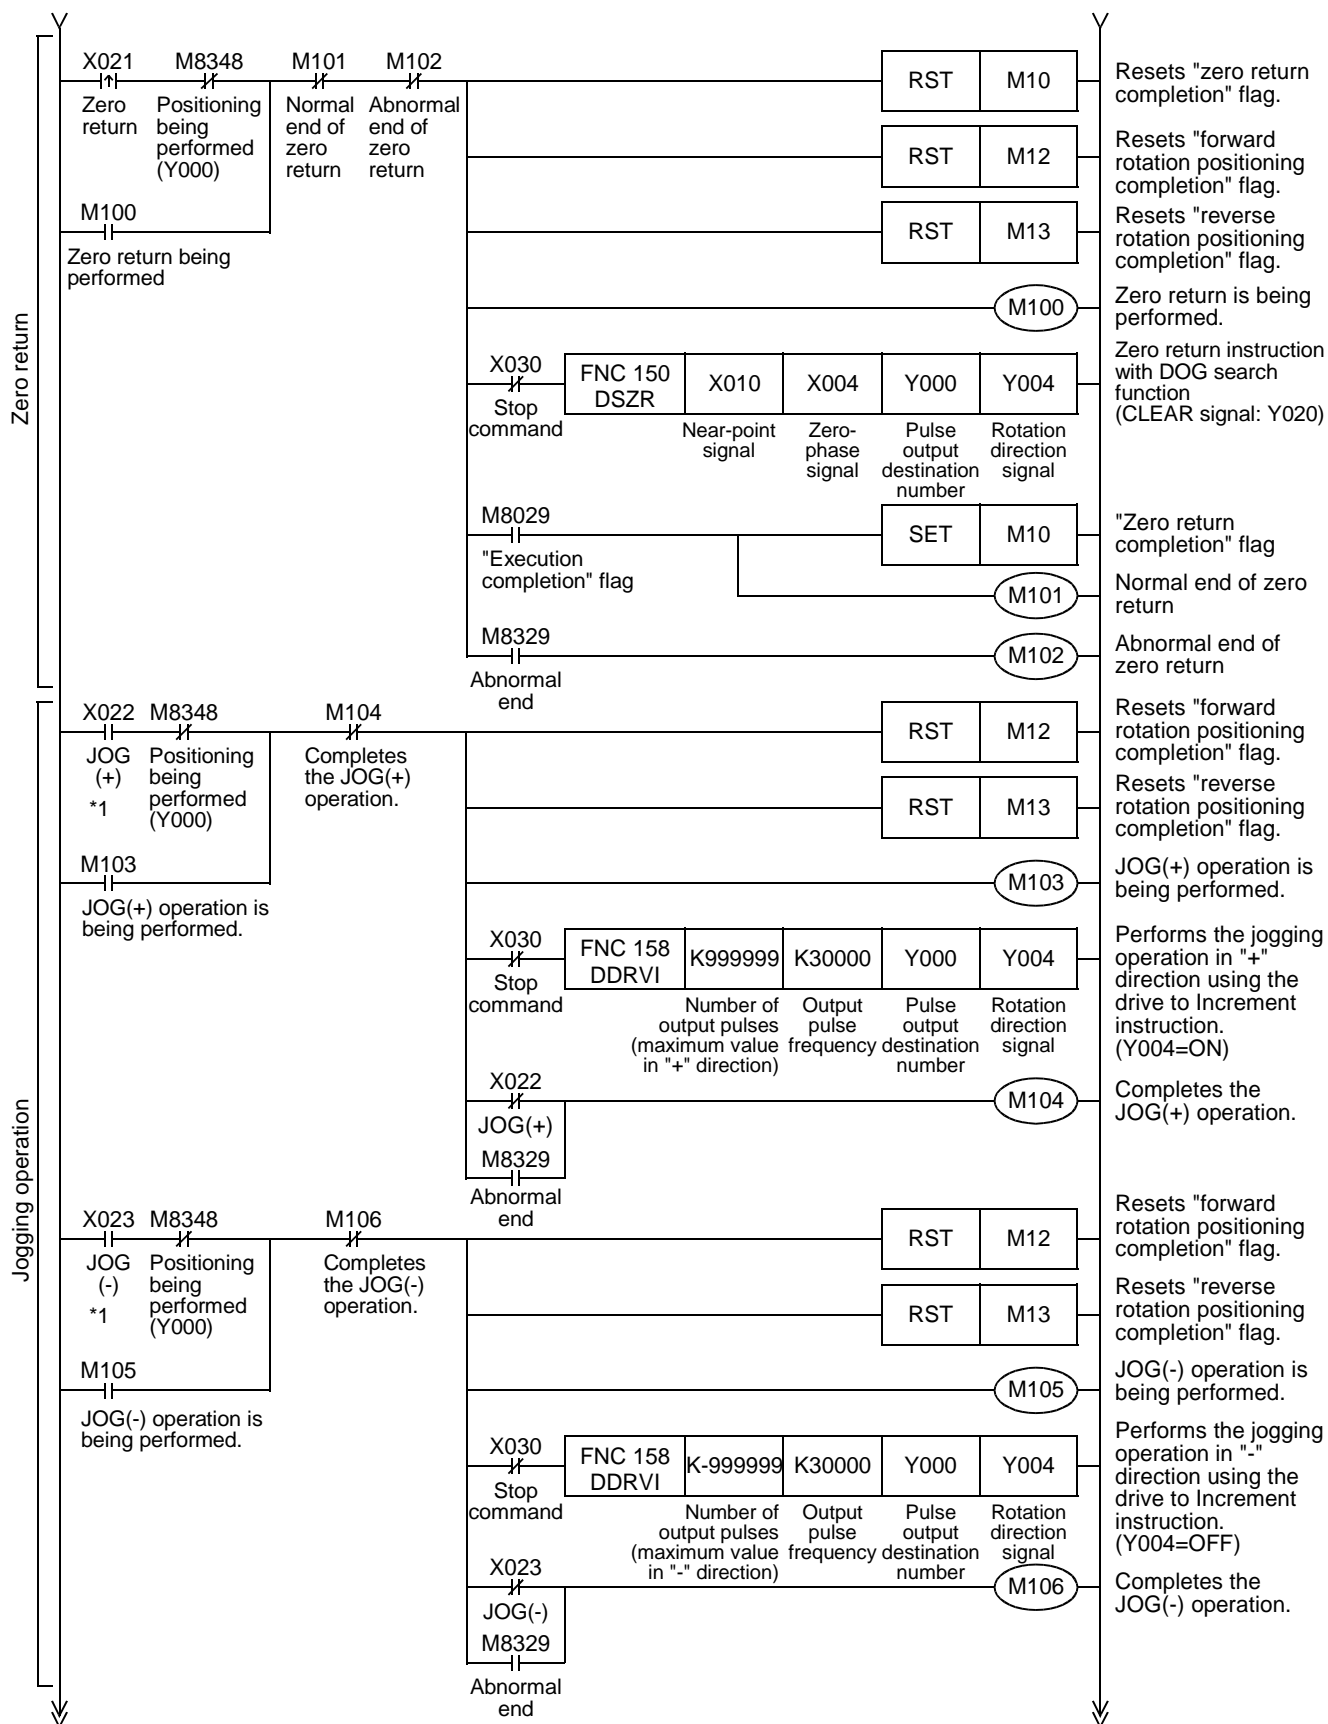 Zero return
X021 M8348 M101 M102
Zero
return
Positioning
being
performed
(Y000)
Normal
end of
zero
return
Abnormal
end of
zero
return
RST M10
Resets "zero return
completion" flag.
RST M12
Resets "forward
rotation positioning
completion" flag.
M100
Zero return being
performed
RST M13
Resets "reverse
rotation positioning
completion" flag.
M100
Zero return is being
performed.
X030
Stop
command
FNC 150
DSZR
X010 X004 Y000 Y004
Near-point
signal
Zero-
phase
signal
Pulse
output
destination
number
Rotation
direction
signal
Zero return instruction
with DOG search
function
(CLEAR signal: Y020)
M8029
"Execution
completion" flag
SET M10
"Zero return
completion" flag
M101
Normal end of zero
return
M8329
Abnormal
end
M102
Abnormal end of
zero return
Jogging operation
X022 M8348 M104
JOG
(+)
*1
Positioning
being
performed
(Y000)
Completes
the JOG(+)
operation.
RST M12
Resets "forward
rotation positioning
completion" flag.
RST M13
Resets "reverse
rotation positioning
completion" flag.
M103
JOG(+) operation is
being performed.
M103
JOG(+) operation is
being performed.
X030
Stop
command
FNC 158
DDRVI
K999999 K30000 Y000 Y004
Number of
output pulses
(maximum value
in "+" direction)
Output
pulse
frequency
Pulse
output
destination
number
Rotation
direction
signal
Performs the jogging
operation in "+"
direction using the
drive to Increment
instruction.
(Y004=ON)
X022
JOG(+)
M8329
Abnormal
end
M104
Completes the
JOG(+) operation.
X023 M8348 M106
JOG
(-)
*1
Positioning
being
performed
(Y000)
Completes
the JOG(-)
operation.
RST M12
Resets "forward
rotation positioning
completion" flag.
RST M13
Resets "reverse
rotation positioning
completion" flag.
M105
JOG(-) operation is
being performed.
M105
JOG(-) operation is
being performed.
X030
Stop
command
FNC 158
DDRVI
K-999999 K30000 Y000 Y004
Number of
output pulses
(maximum value
in "-" direction)
Output
pulse
frequency
Pulse
output
destination
number
Rotation
direction
signal
Performs the jogging
operation in "-"
direction using the
drive to Increment
instruction.
(Y004=OFF)
X023
JOG(-)
M8329
Abnormal
end
M106
Completes the
JOG(-) operation.